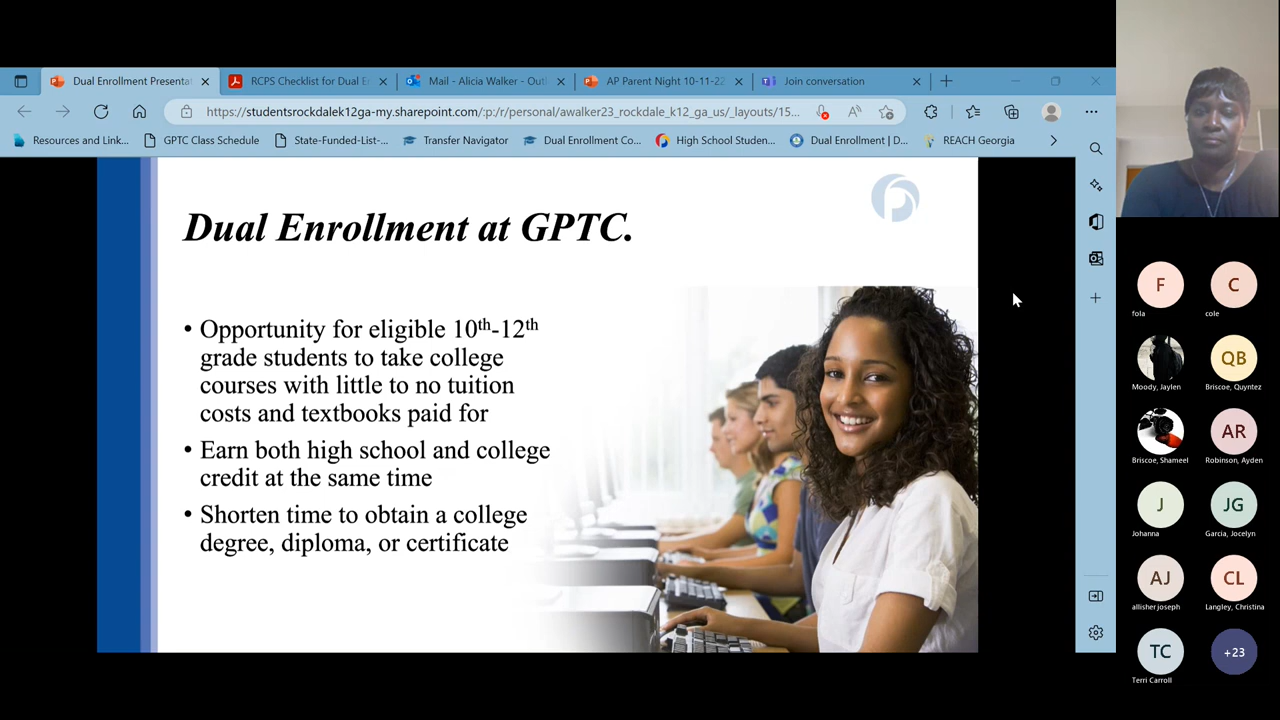 Dual Enrollment Presentat
RCPS Checklist for Dual E
Mail - Alicia Walker - Outl
AP Parent Night 10-11-22
Join conversation
https://studentsrockdalek12ga-my.sharepoint.com/:p:/r/personal/awalker23_rockdale_k12_ga_us/_layouts/15...
Resources and Link...
GPTC Class Schedule
State-Funded-List-...
Transfer Navigator
Dual Enrollment Co...
High School Studen...
Dual Enrollment | D...
REACH Georgia
Dual Enrollment at GPTC.
• Opportunity for eligible 10th-12th
grade students to take college
courses with little to no tuition
costs and textbooks paid for
• Earn both high school and college
credit at the same time
• Shorten time to obtain a college
degree, diploma, or certificate
F
C
fola
cole
QB
Moody, Jaylen
Briscoe, Quyntez
AR
Briscoe, Shameel
Robinson, Ayden
J
JG
Johanna
Garcia, Jocelyn
AJ
CL
allisher joseph
Langley, Christina
TC
+23
Terri Carroll